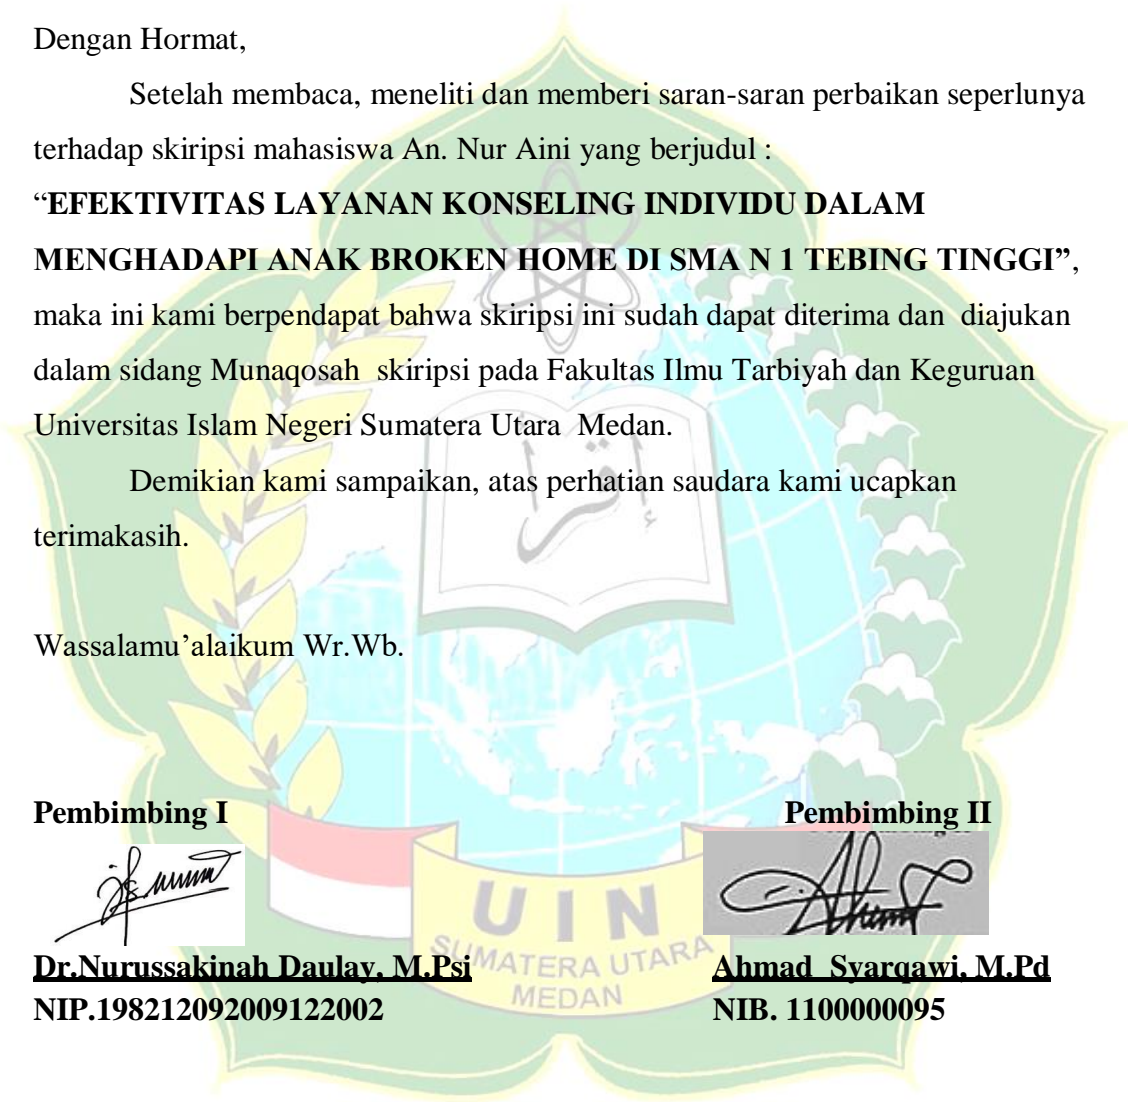 Dengan Hormat,
Setelah membaca, meneliti dan memberi saran-saran perbaikan seperlunya
terhadap skiripsi mahasiswa An. Nur Aini yang berjudul :
“EFEKTIVITAS LAYANAN KONSELING INDIVIDU DALAM
MENGHADAPI ANAK BROKEN HOME DI SMA N 1 TEBING TINGGI”,
maka ini kami berpendapat bahwa skiripsi ini sudah dapat diterima dan diajukan
dalam sidang Munaqosah skiripsi pada Fakultas Ilmu Tarbiyah dan Keguruan
Universitas Islam Negeri Sumatera Utara Medan.
إقرأ
Demikian kami sampaikan, atas perhatian saudara kami ucapkan
terimakasih.
Wassalamu’alaikum Wr.Wb.
Pembimbing I Pembimbing II
UIN
SUMATERA UTARA
MEDAN
Dr.Nurussakinah Daulay, M.Psi Ahmad Syarqawi, M.Pd
NIP.198212092009122002 NIB. 1100000095